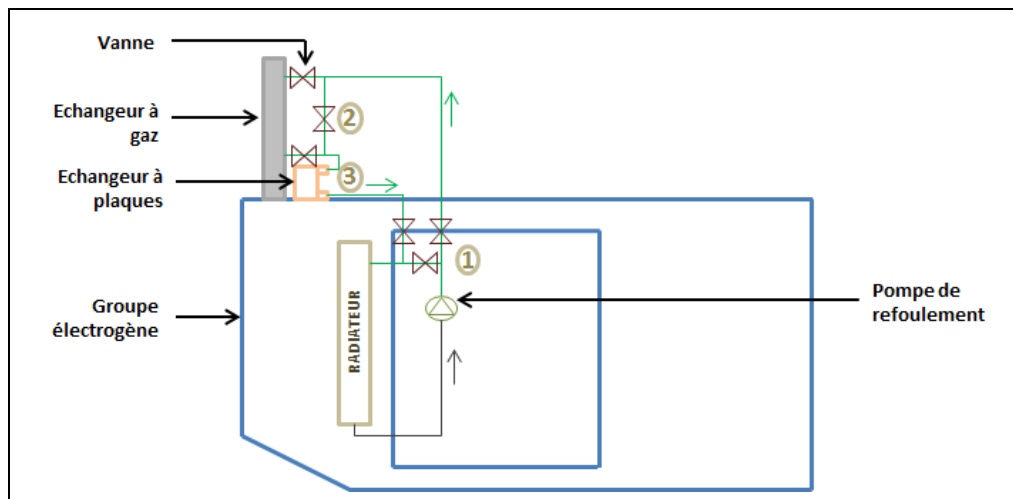 Vanne
Echangeur à
gaz
2
Echangeur à
plaques
3
1
Groupe
électrogène
RADIATEUR
Pompe de
refoulement